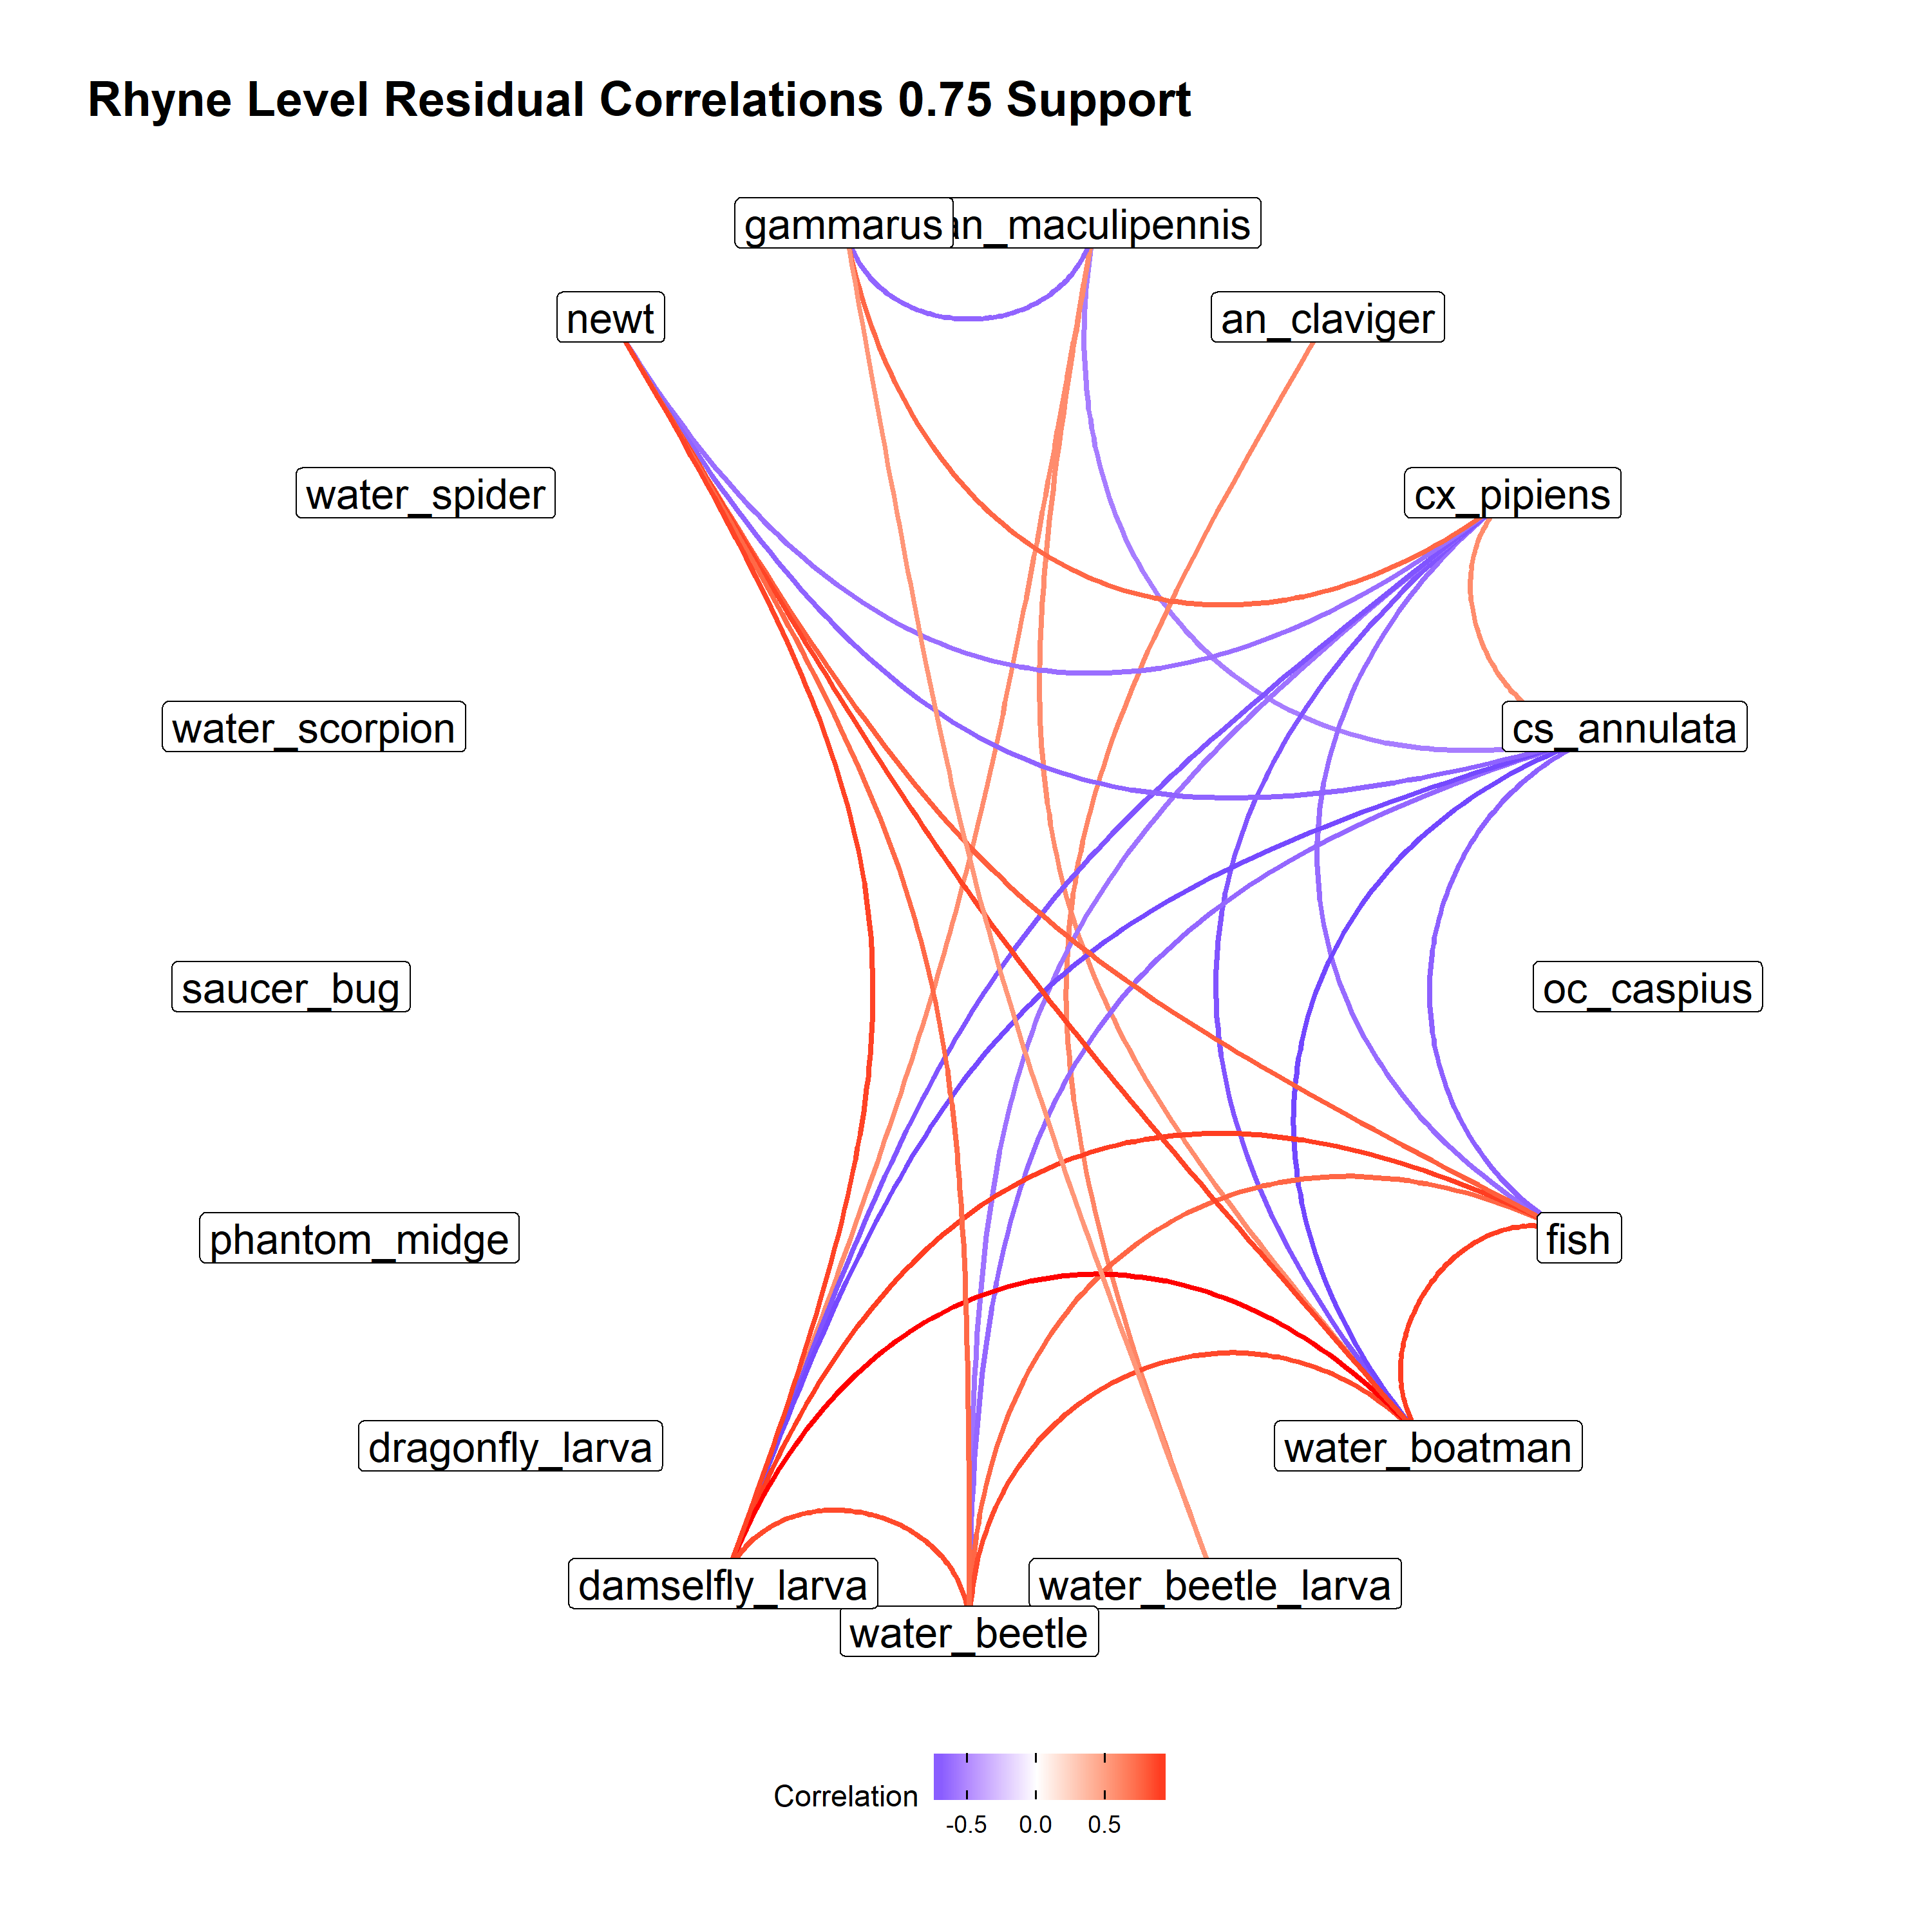 Rhyne Level Residual Correlations 0.75 Support
gammarus
an_maculipennis
newt
an_claviger
water_spider
cx_pipiens
water_scorpion
cs_annulata
saucer_bug
oc_caspius
phantom_midge
fish
dragonfly_larva
water_boatman
damselfly_larva
water_beetle_larva
water_beetle
Correlation
-0.5 0.0 0.5